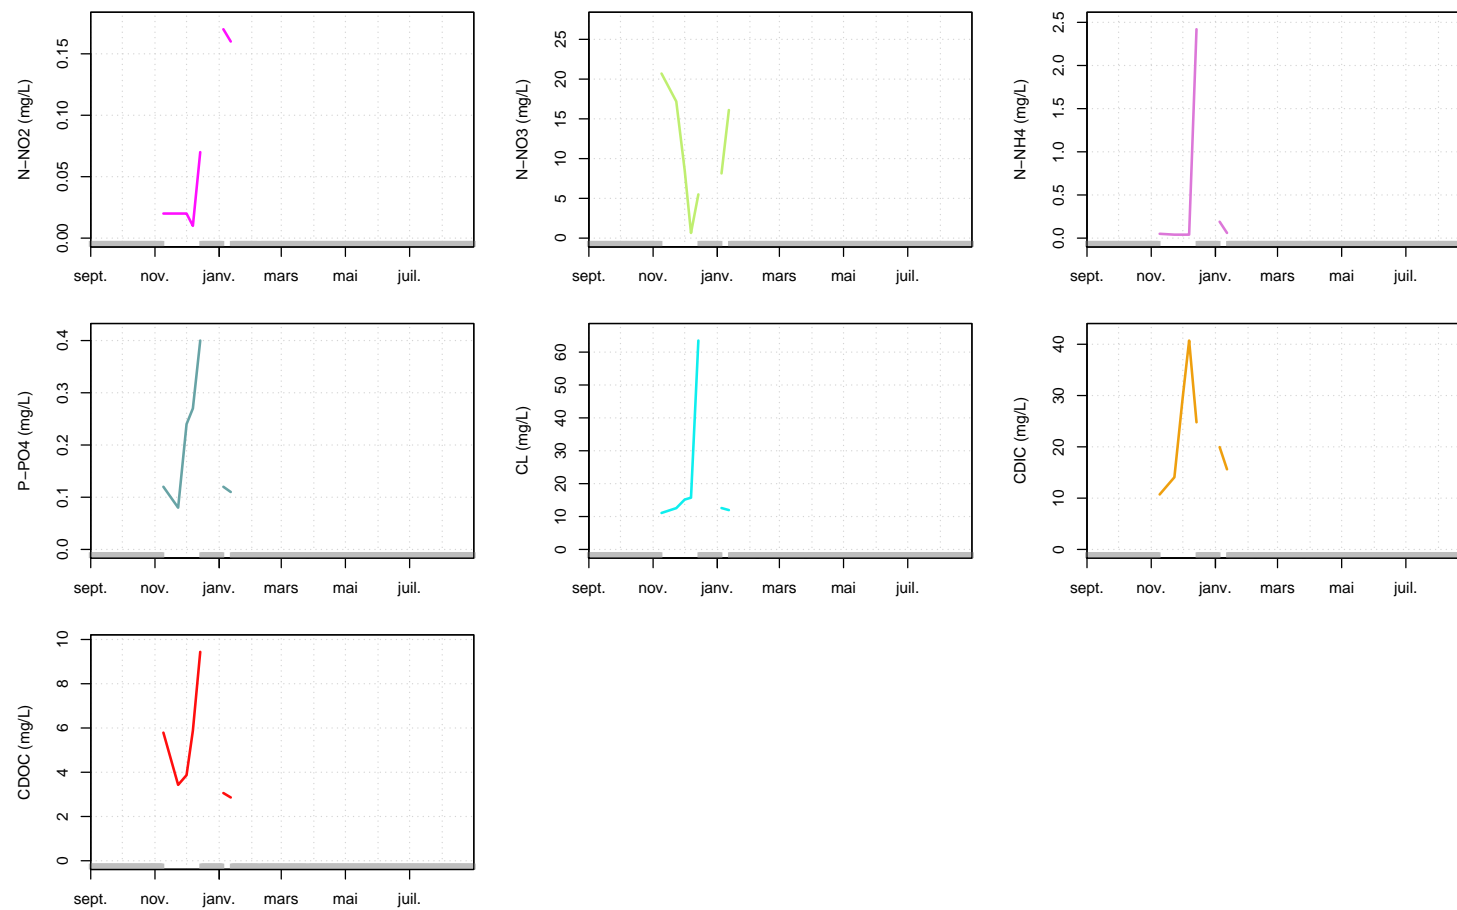 N−NO2 (mg/L)
0.00 0.05 0.10 0.15
sept. nov. janv. mars mai juil.
N−NO3 (mg/L)
0 5 10 15 20 25
sept. nov. janv. mars mai juil.
N−NH4 (mg/L)
0.0 0.5 1.0 1.5 2.0 2.5
sept. nov. janv. mars mai juil.
P−PO4 (mg/L)
0.0 0.1 0.2 0.3 0.4
sept. nov. janv. mars mai juil.
CL (mg/L)
0 10 20 30 40 50 60
sept. nov. janv. mars mai juil.
CDIC (mg/L)
0 10 20 30 40
sept. nov. janv. mars mai juil.
CDOC (mg/L)
0 2 4 6 8 10
sept. nov. janv. mars mai juil.